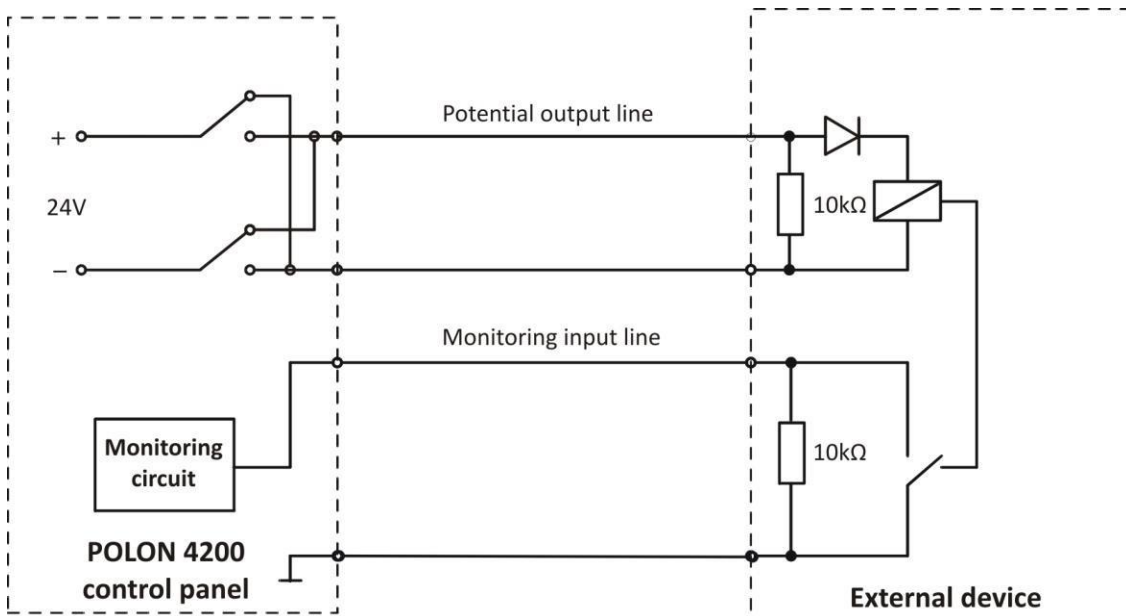 Potential output line
+
24V
−
10kΩ
Monitoring input line
Monitoring
circuit
10kΩ
POLON 4200
control panel
External device